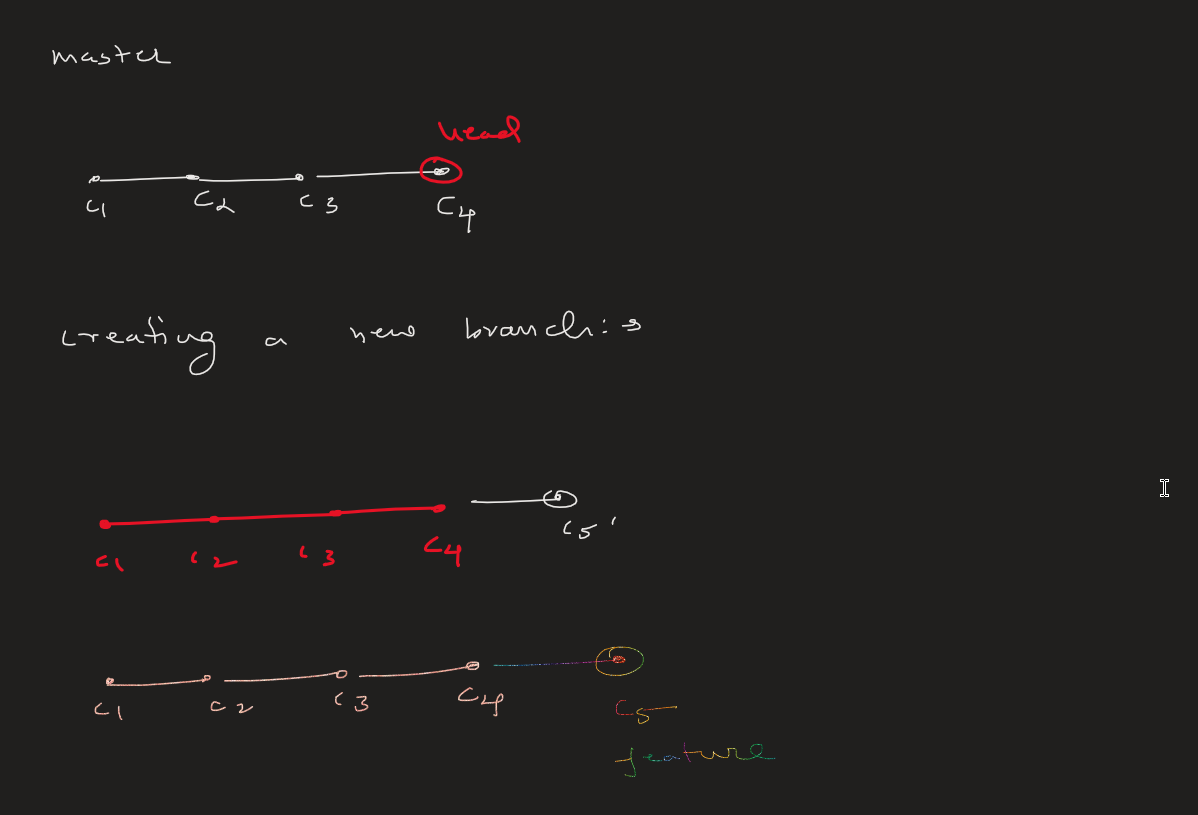 master
head
C1 C2 C3 C4
creating a new branch:→
C5'
C1 C2 C3 C4
C1 C2 C3 C4 C5
feature